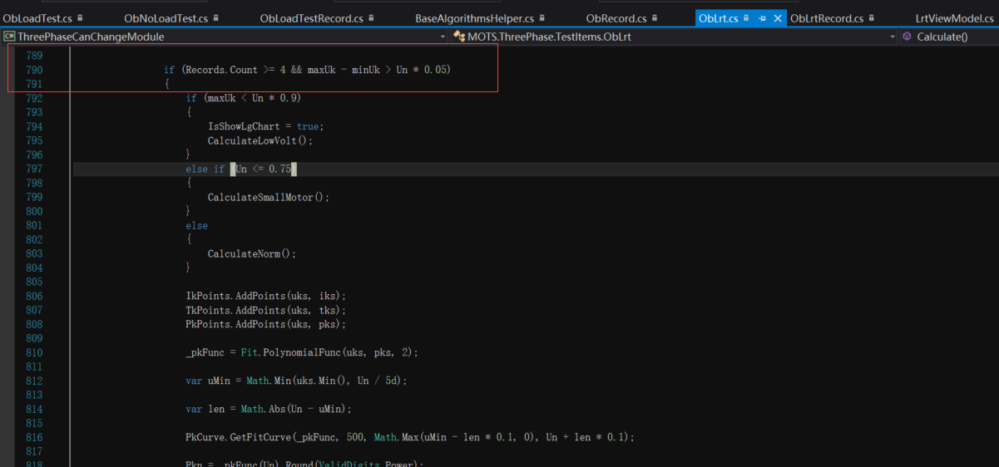 ObLoadTest.cs ObNoLoadTest.cs ObLoadTestRecord.cs BaseAlgorithmsHelper.cs ObRecord.cs ObLrt.cs ObLrtRecord.cs LrtViewModel.cs
ThreePhaseCanChangeModule MOTS.ThreePhase.TestItems.ObLrt Calculate()
789
790 if (Records.Count >= 4 && maxUk - minUk > Un * 0.05)
791 {
792 if (maxUk < Un * 0.9)
793 {
794 IsShowLgChart = true;
795 CalculateLowVolt();
796 }
797 else if (Un <= 0.75)
798 {
799 CalculateSmallMotor();
800 }
801 else
802 {
803 CalculateNorm();
804 }
805
806 IkPoints.AddPoints(uks, iks);
807 TkPoints.AddPoints(uks, tks);
808 PkPoints.AddPoints(uks, pks);
809
810 _pkFunc = Fit.PolynomialFunc(uks, pks, 2);
811
812 var uMin = Math.Min(uks.Min(), Un / 5d);
813
814 var len = Math.Abs(Un - uMin);
815
816 PkCurve.GetFitCurve(_pkFunc, 500, Math.Max(uMin - len * 0.1, 0), Un + len * 0.1);
817
818 Pkn = _pkFunc(Un).Round(ValidDigits.Power);